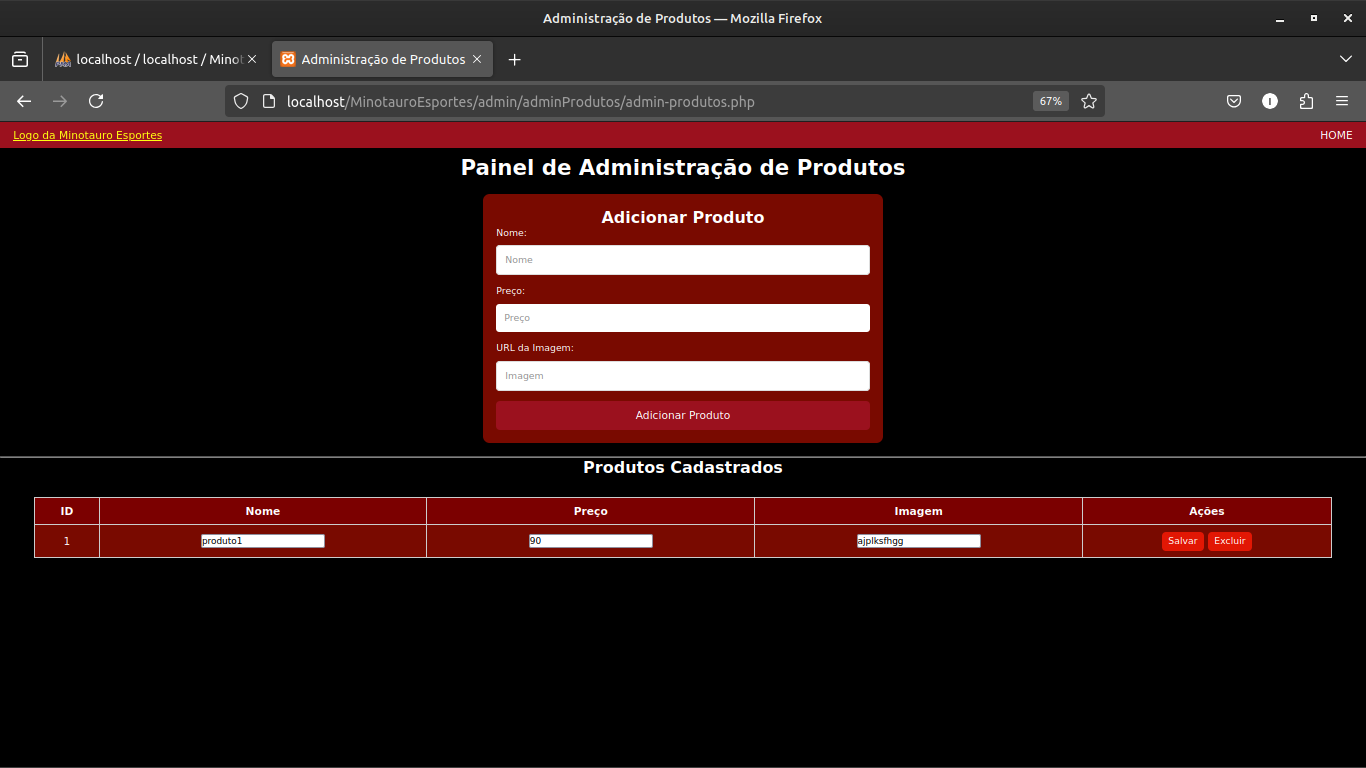 Administração de Produtos — Mozilla Firefox
localhost / localhost / Minot
Administração de Produtos
localhost/MinotauroEsportes/admin/adminProdutos/admin-produtos.php
67%
I
Logo da Minotauro Esportes
HOME
Painel de Administração de Produtos
Adicionar Produto
Nome:
Nome
Preço:
Preço
URL da Imagem:
Imagem
Adicionar Produto
Produtos Cadastrados
ID Nome Preço Imagem Ações
1 produto1 90 ajplksfhgg Salvar Excluir